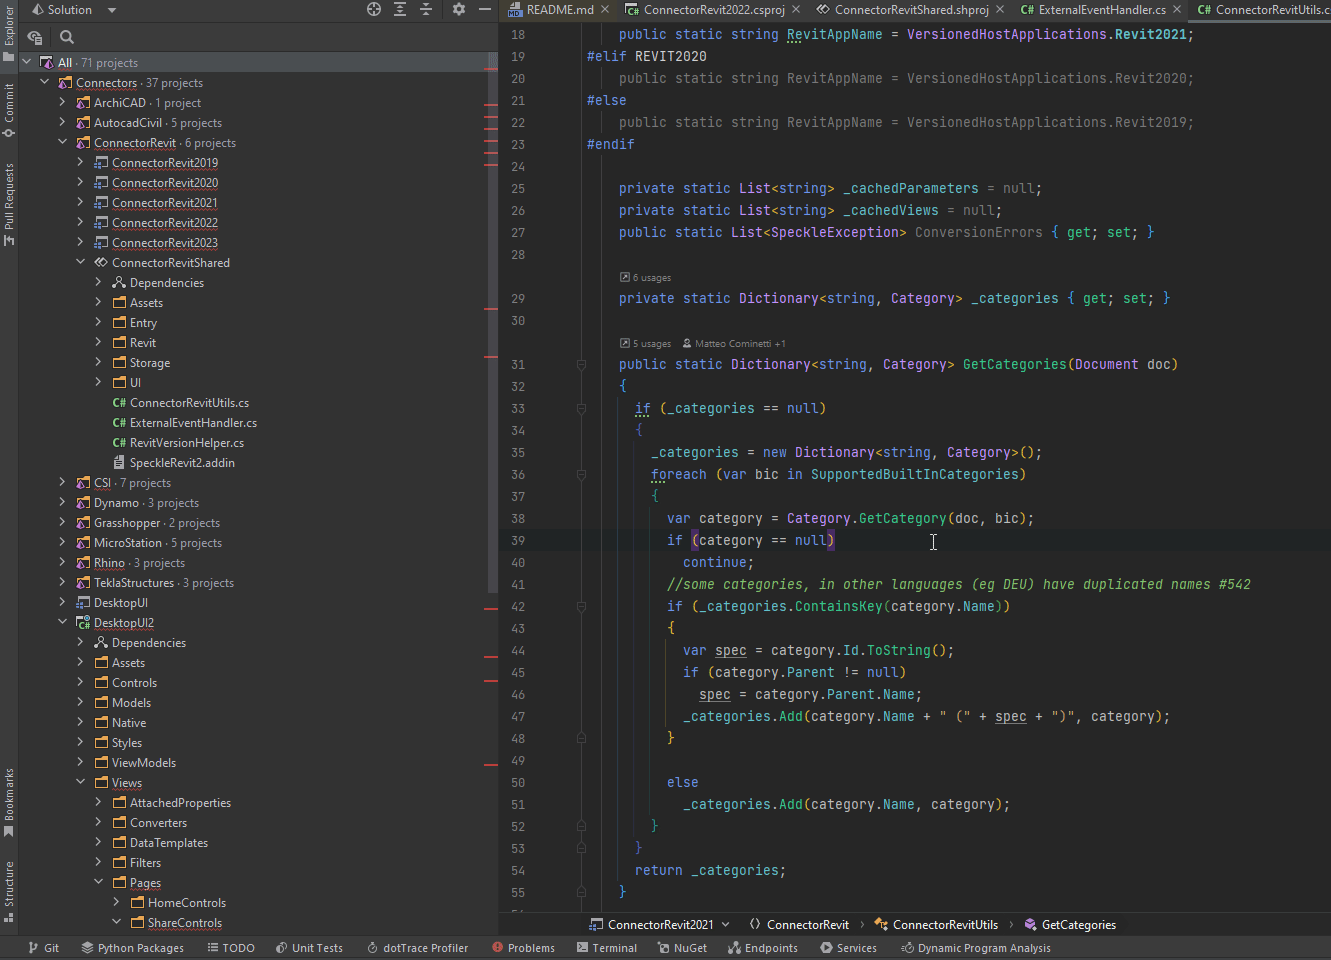 Explorer
Commit
Pull Requests
Bookmarks
Structure
Solution
All · 71 projects
Connectors · 37 projects
ArchiCAD · 1 project
AutocadCivil · 5 projects
ConnectorRevit · 6 projects
ConnectorRevit2019
ConnectorRevit2020
ConnectorRevit2021
ConnectorRevit2022
ConnectorRevit2023
ConnectorRevitShared
Dependencies
Assets
Entry
Revit
Storage
UI
C# ConnectorRevitUtils.cs
C# ExternalEventHandler.cs
C# RevitVersionHelper.cs
SpeckleRevit2.addin
CSI · 7 projects
Dynamo · 3 projects
Grasshopper · 2 projects
MicroStation · 5 projects
Rhino · 3 projects
TeklaStructures · 3 projects
DesktopUI
DesktopUI2
Dependencies
Assets
Controls
Models
Native
Styles
ViewModels
Views
AttachedProperties
Converters
DataTemplates
Filters
Pages
HomeControls
ShareControls
MD README.md ConnectorRevit2022.csproj ConnectorRevitShared.shproj C# ExternalEventHandler.cs C# ConnectorRevitUtils.c
18 public static string RevitAppName = VersionedHostApplications.Revit2021;
19 #elif REVIT2020
20 public static string RevitAppName = VersionedHostApplications.Revit2020;
21 #else
22 public static string RevitAppName = VersionedHostApplications.Revit2019;
23 #endif
24
25 private static List<string> _cachedParameters = null;
26 private static List<string> _cachedViews = null;
27 public static List<SpeckleException> ConversionErrors { get; set; }
28
6 usages
29 private static Dictionary<string, Category> _categories { get; set; }
30
5 usages Matteo Cominetti +1
31 public static Dictionary<string, Category> GetCategories(Document doc)
32 {
33 if (_categories == null)
34 {
35 _categories = new Dictionary<string, Category>();
36 foreach (var bic in SupportedBuiltInCategories)
37 {
38 var category = Category.GetCategory(doc, bic);
39 if (category == null)
40 continue;
41 //some categories, in other languages (eg DEU) have duplicated names #542
42 if (_categories.ContainsKey(category.Name))
43 {
44 var spec = category.Id.ToString();
45 if (category.Parent != null)
46 spec = category.Parent.Name;
47 _categories.Add(category.Name + " (" + spec + ")", category);
48 }
49
50 else
51 _categories.Add(category.Name, category);
52 }
53 }
54 return _categories;
55 }
ConnectorRevit2021 ConnectorRevit ConnectorRevitUtils GetCategories
Git Python Packages TODO Unit Tests dotTrace Profiler Problems Terminal NuGet Endpoints Services Dynamic Program Analysis